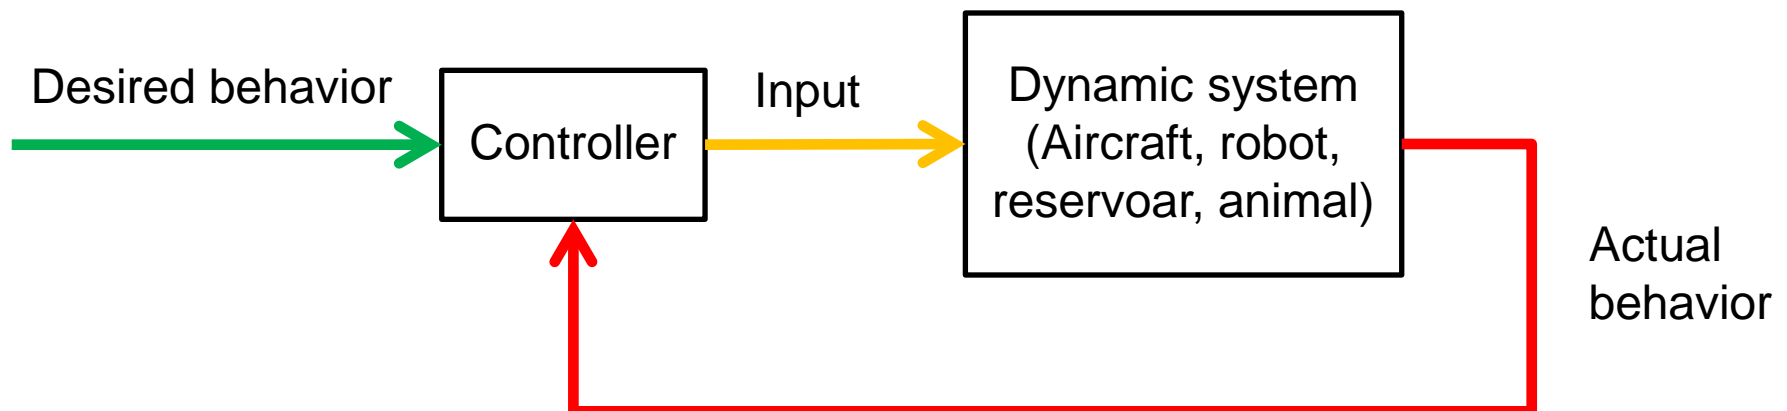 Desired behavior
Controller
Input
Dynamic system
(Aircraft, robot,
reservoar, animal)
Actual
behavior